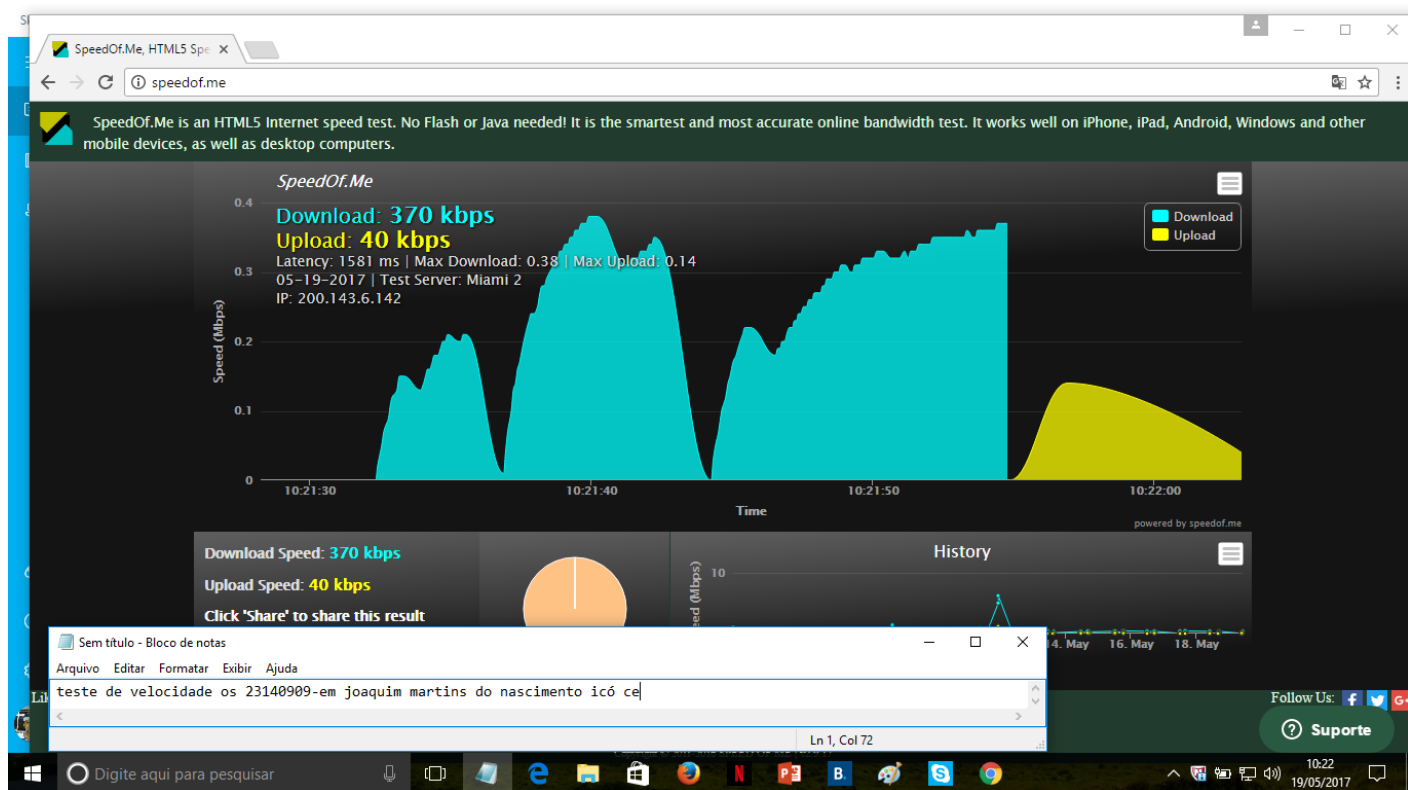 SpeedOf.Me, HTML5 Spe
speedof.me
SpeedOf.Me is an HTML5 Internet speed test. No Flash or Java needed! It is the smartest and most accurate online bandwidth test. It works well on iPhone, iPad, Android, Windows and other
mobile devices, as well as desktop computers.
SpeedOf.Me
Download: 370 kbps
Upload: 40 kbps
Latency: 1581 ms | Max Download: 0.38 | Max Upload: 0.14
05-19-2017 | Test Server: Miami 2
IP: 200.143.6.142
Download
Upload
Speed (Mbps)
0.4
0.3
0.2
0.1
0
10:21:30 10:21:40 10:21:50 10:22:00
Time
powered by speedof.me
Download Speed: 370 kbps
Upload Speed: 40 kbps
Click 'Share' to share this result
History
(Mbps)
10
14. May 16. May 18. May
Sem título - Bloco de notas
Arquivo Editar Formatar Exibir Ajuda
teste de velocidade os 23140909-em joaquim martins do nascimento icó ce
Ln 1, Col 72
Follow Us:
Suporte
Digite aqui para pesquisar
10:22
19/05/2017